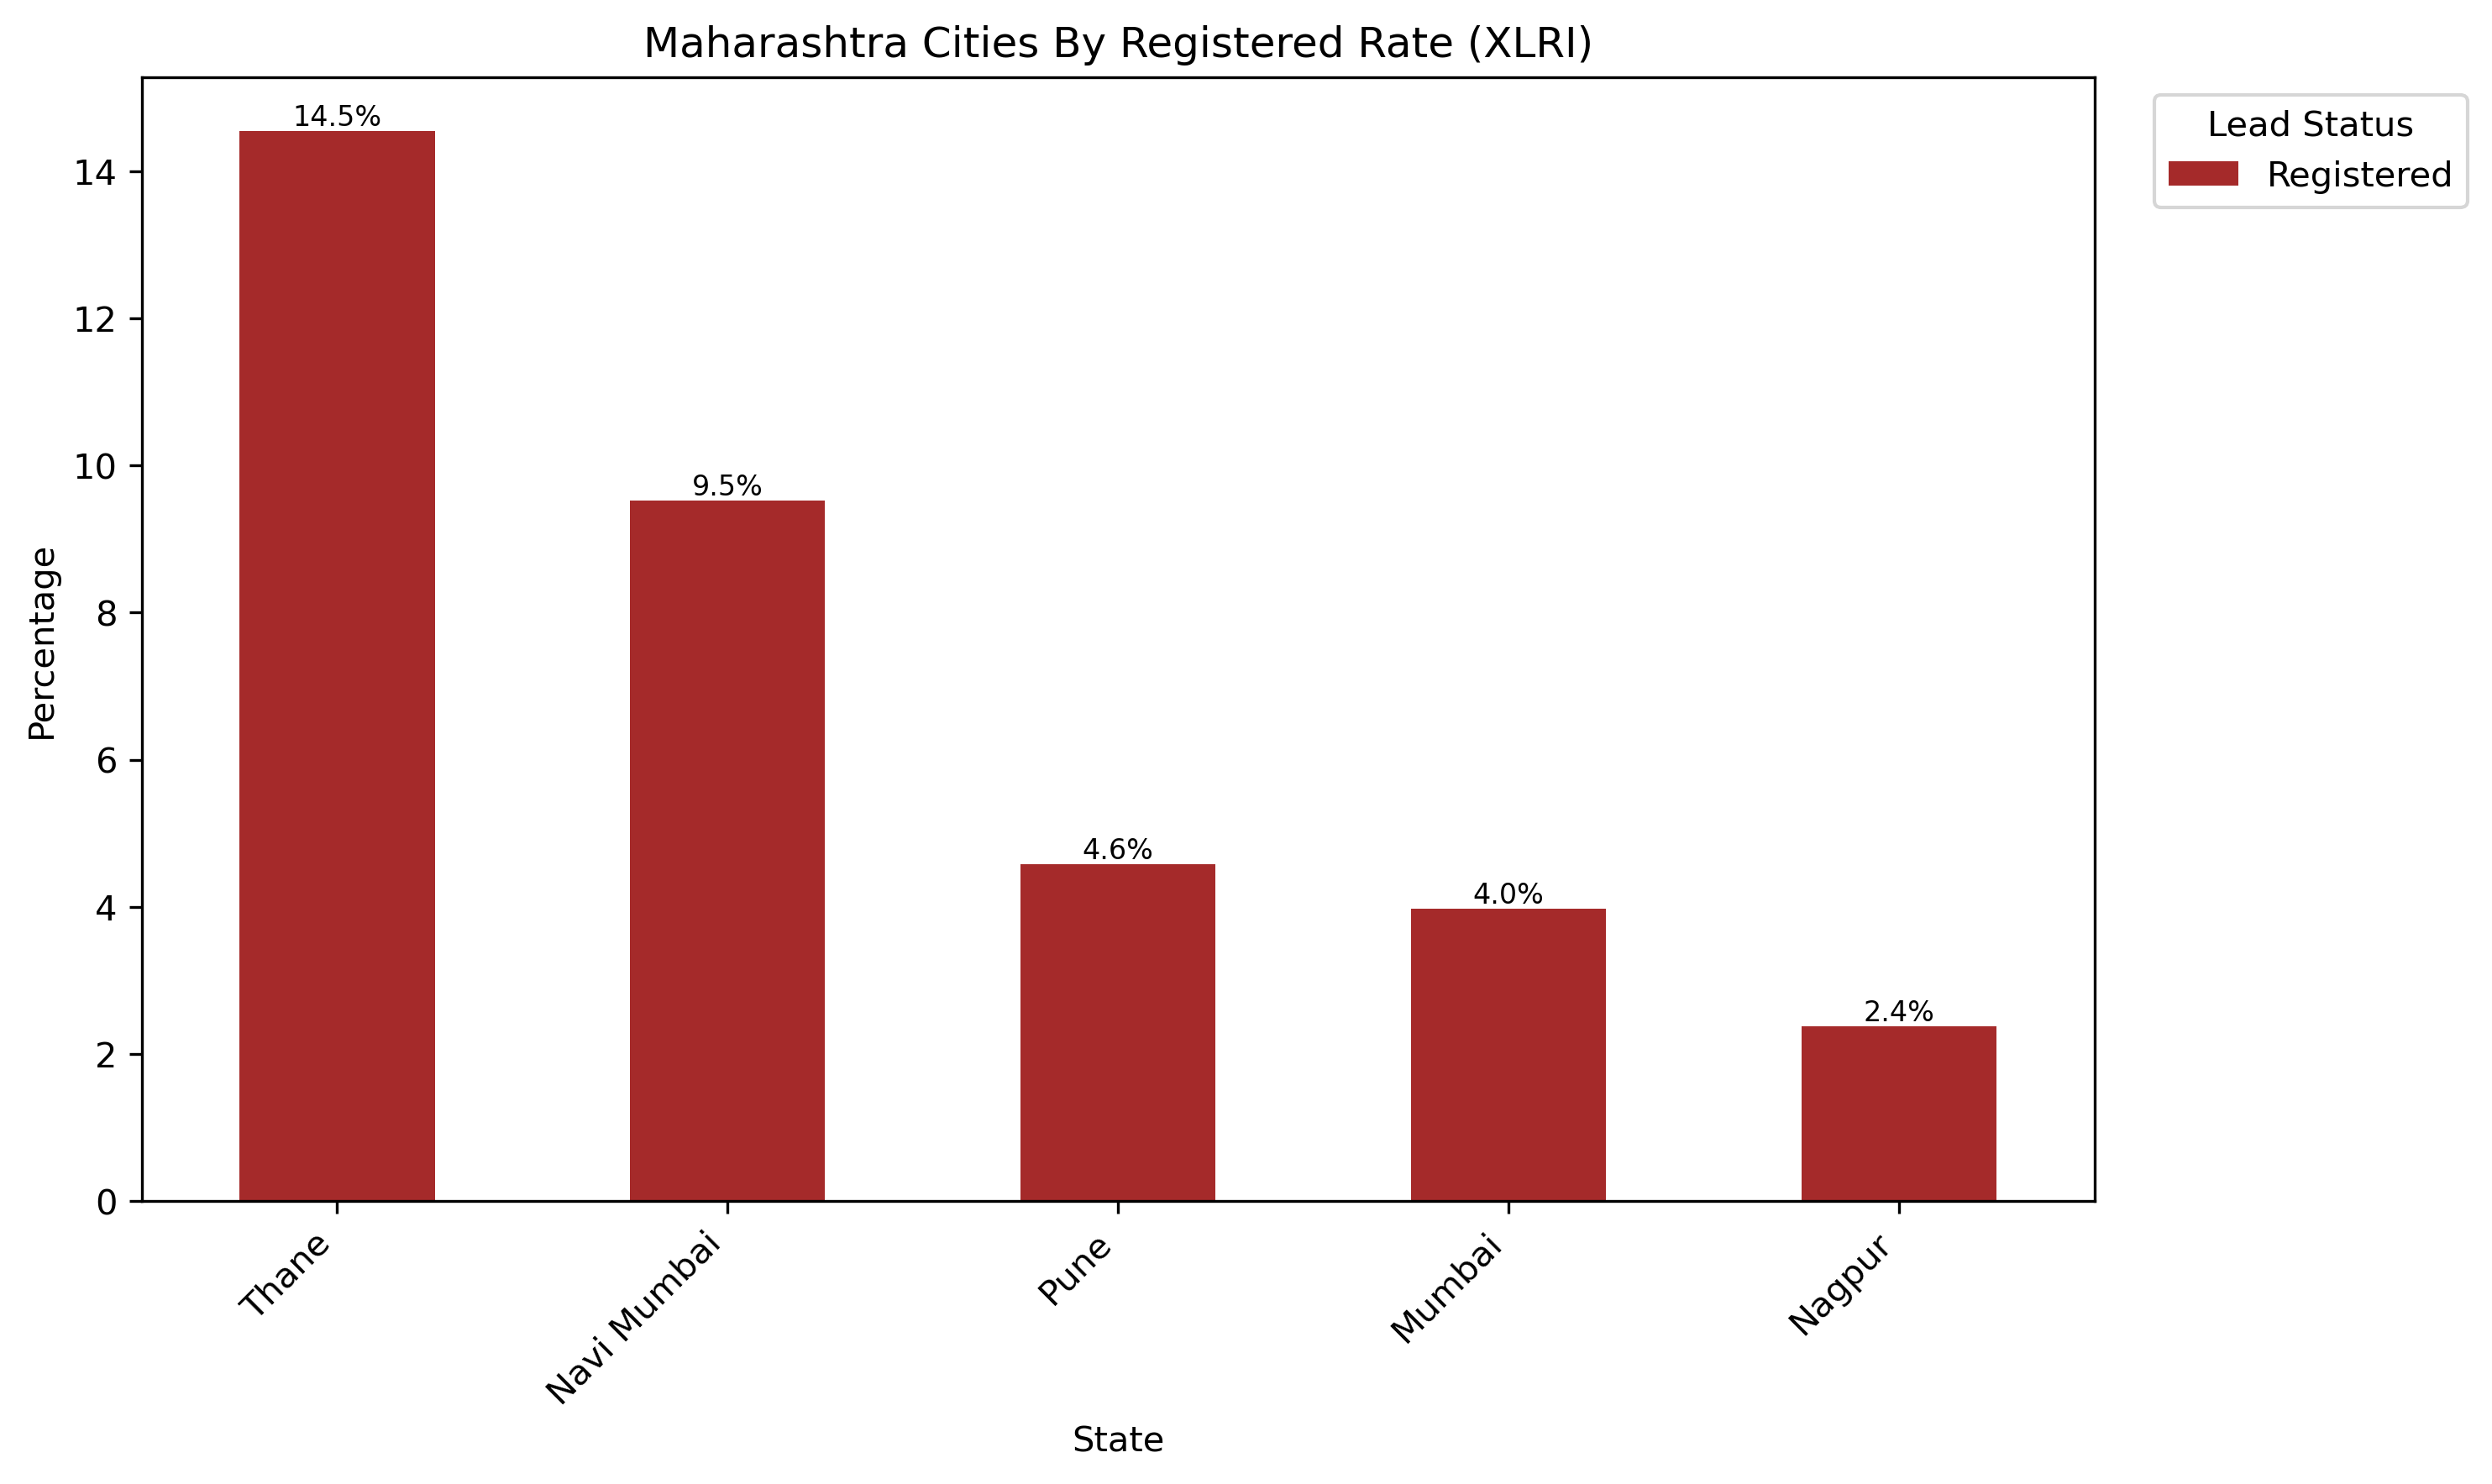 Maharashtra Cities By Registered Rate (XLRI)
Lead Status
Registered
Percentage
14
12
10
8
6
4
2
0
14.5%
9.5%
4.6%
4.0%
2.4%
Thane
Navi Mumbai
Pune
Mumbai
Nagpur
State